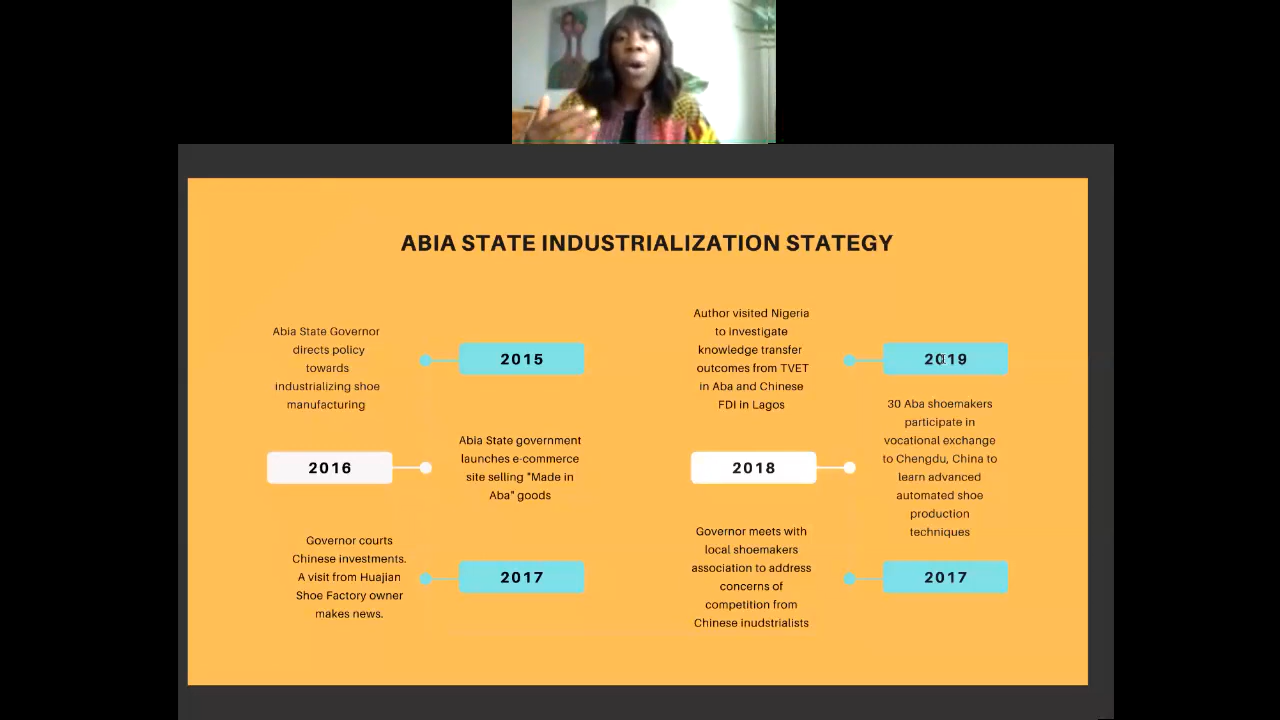 ABIA STATE INDUSTRIALIZATION STATEGY
Abia State Governor
directs policy
towards
industrializing shoe
manufacturing
2015
2016
Abia State government
launches e-commerce
site selling "Made in
Aba" goods
Governor courts
Chinese investments.
A visit from Huajian
Shoe Factory owner
makes news.
2017
Author visited Nigeria
to investigate
knowledge transfer
outcomes from TVET
in Aba and Chinese
FDI in Lagos
2019
2018
30 Aba shoemakers
participate in
vocational exchange
to Chengdu, China to
learn advanced
automated shoe
production
techniques
Governor meets with
local shoemakers
association to address
concerns of
competition from
Chinese inudstrialists
2017